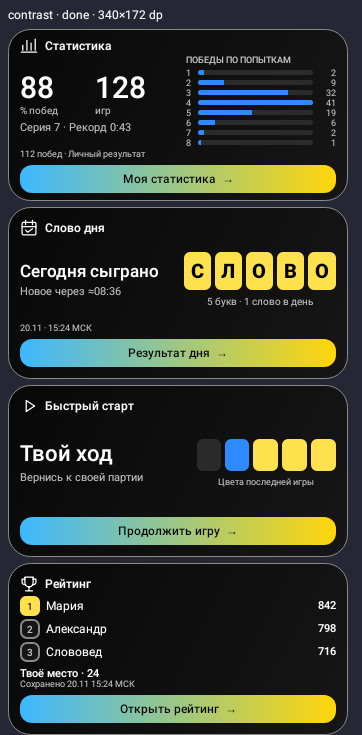 contrast · done · 340×172 dp
Статистика
88 128
% побед игр
Серия 7 · Рекорд 0:43
112 побед · Личный результат
ПОБЕДЫ ПО ПОПЫТКАМ
1 2
2 9
3 32
4 41
5 19
6 6
7 2
8 1
Моя статистика →
Слово дня
Сегодня сыграно
Новое через ≈08:36
СЛОВО
5 букв · 1 слово в день
20.11 · 15:24 МСК
Результат дня →
Быстрый старт
Твой ход
Вернись к своей партии
Цвета последней игры
Продолжить игру →
Рейтинг
1 Мария 842
2 Александр 798
3 Словоед 716
Твоё место · 24
Сохранено 20.11 15:24 МСК
Открыть рейтинг →